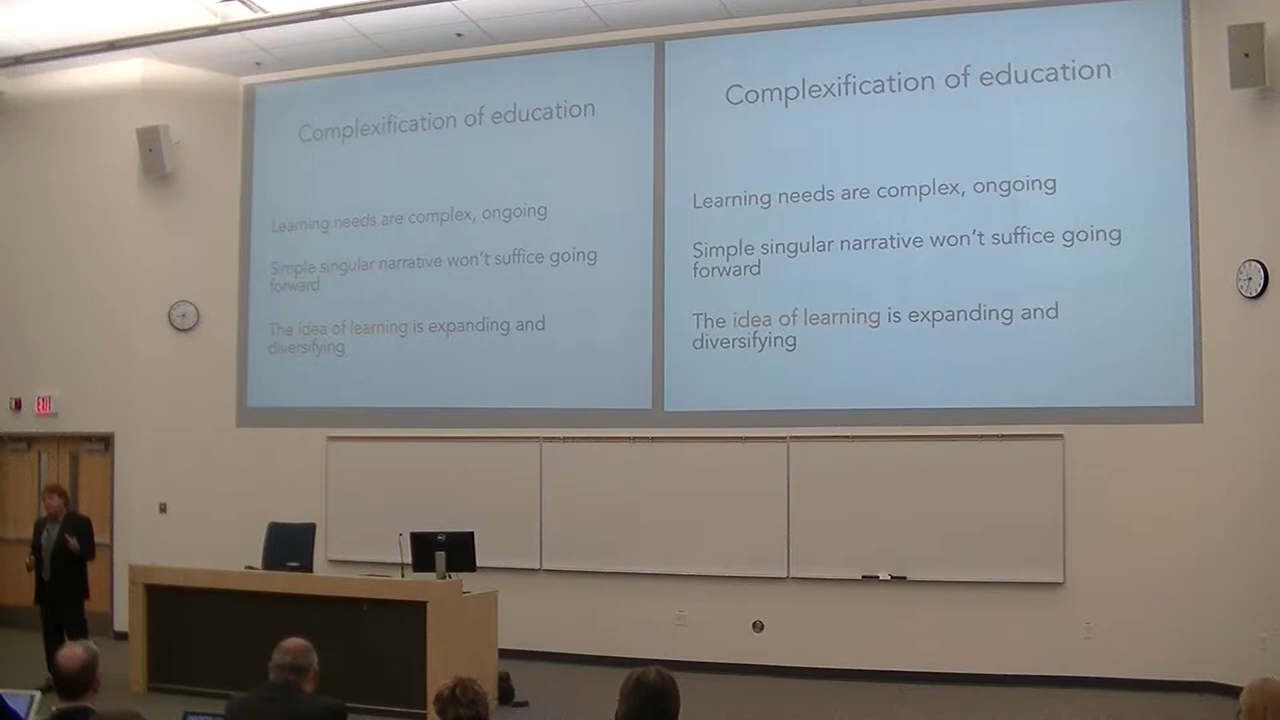 Complexification of education
Learning needs are complex, ongoing
Simple singular narrative won't suffice going
forward
The idea of learning is expanding and
diversifying
Complexification of education
Learning needs are complex, ongoing
Simple singular narrative won't suffice going
forward
The idea of learning is expanding and
diversifying
EXIT